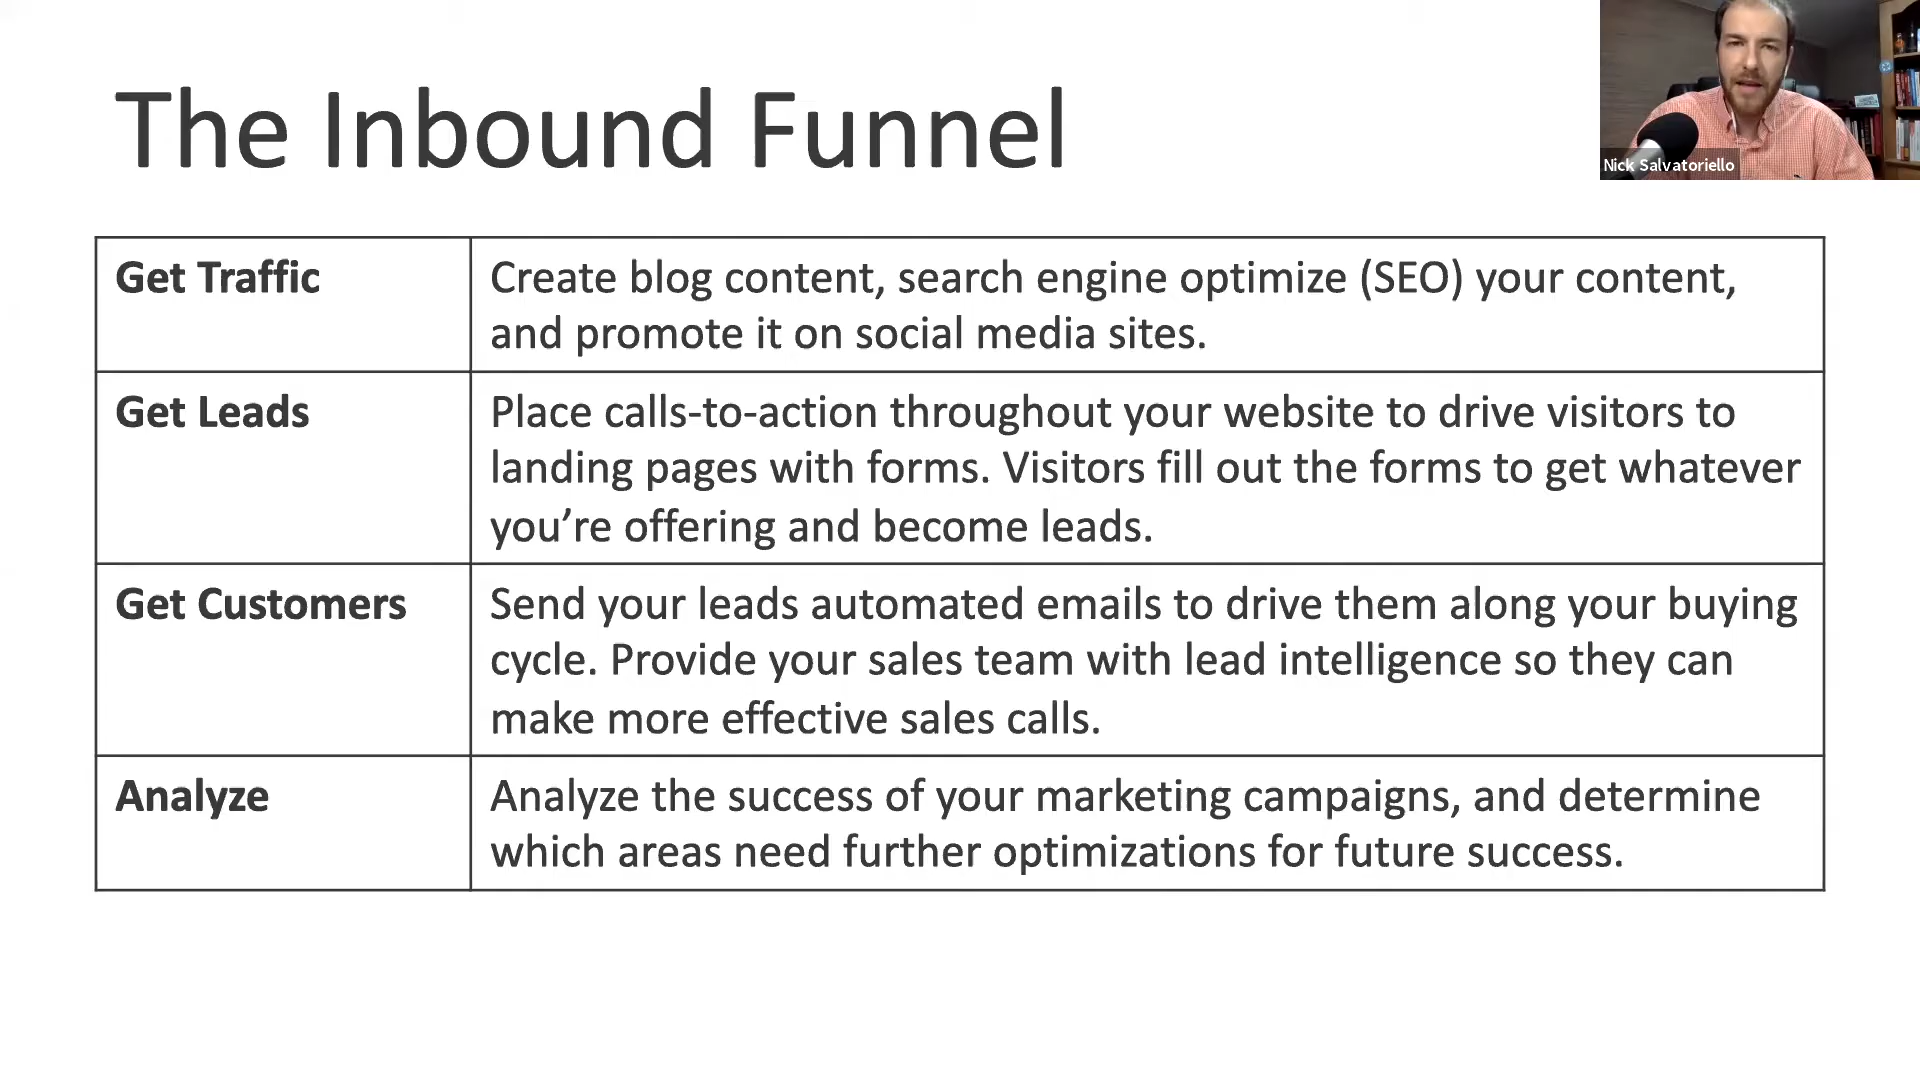 The Inbound Funnel
Nick Salvatoriello
Get Traffic
Create blog content, search engine optimize (SEO) your content,
and promote it on social media sites.
Get Leads
Place calls-to-action throughout your website to drive visitors to
landing pages with forms. Visitors fill out the forms to get whatever
you’re offering and become leads.
Get Customers
Send your leads automated emails to drive them along your buying
cycle. Provide your sales team with lead intelligence so they can
make more effective sales calls.
Analyze
Analyze the success of your marketing campaigns, and determine
which areas need further optimizations for future success.